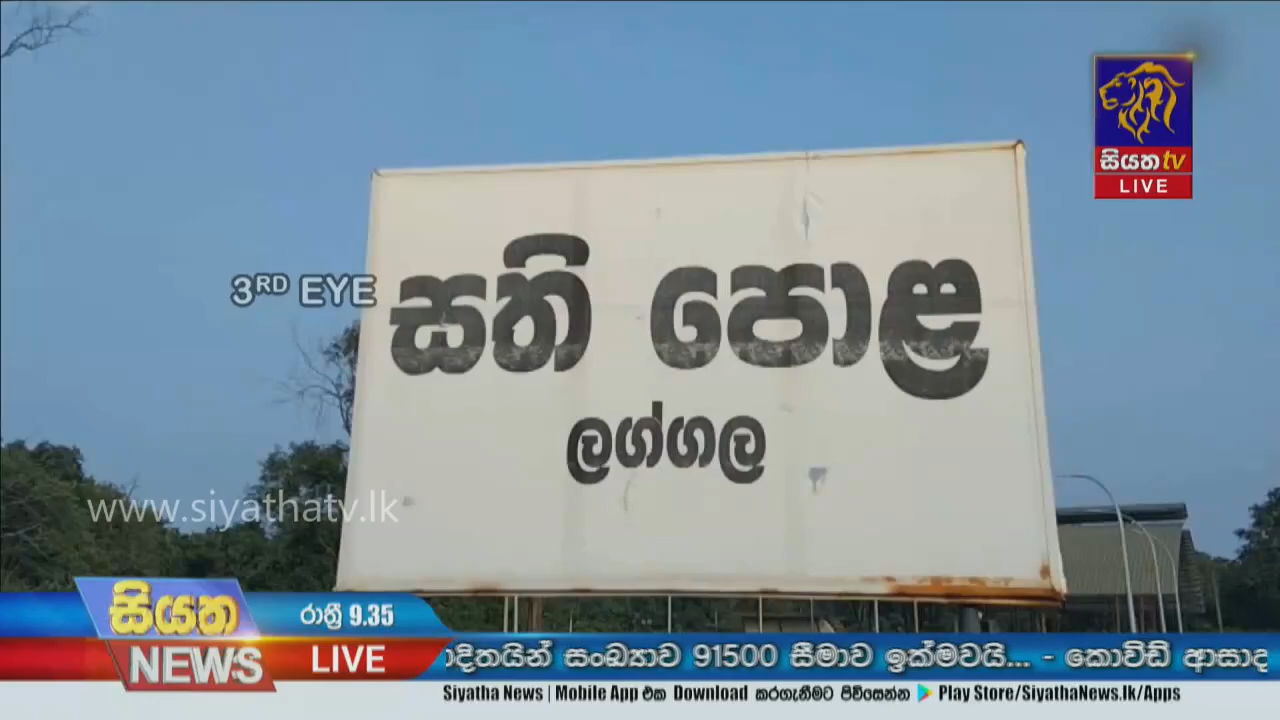 සියත tv
LIVE
සති පොළ
3RD EYE
ලග්ගල
www.siyathatv.lk
සියත
රාත්‍රී 9.35
NEWS
LIVE
ාදිතයින් සංඛ්‍යාව 91500 සීමාව ඉක්මවයි... - කොවිඩ් ආසාද
Siyatha News | Mobile App එක Download කරගැනීමට පිවිසෙන්න Play Store/SiyathaNews.lk/Apps